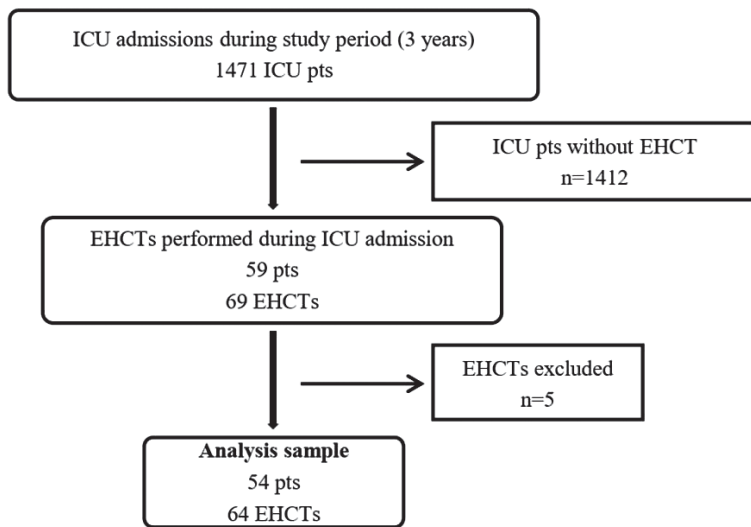 ICU admissions during study period (3 years)
1471 ICU pts
ICU pts without EHCT
n=1412
EHCTs performed during ICU admission
59 pts
69 EHCTs
EHCTs excluded
n=5
Analysis sample
54 pts
64 EHCTs